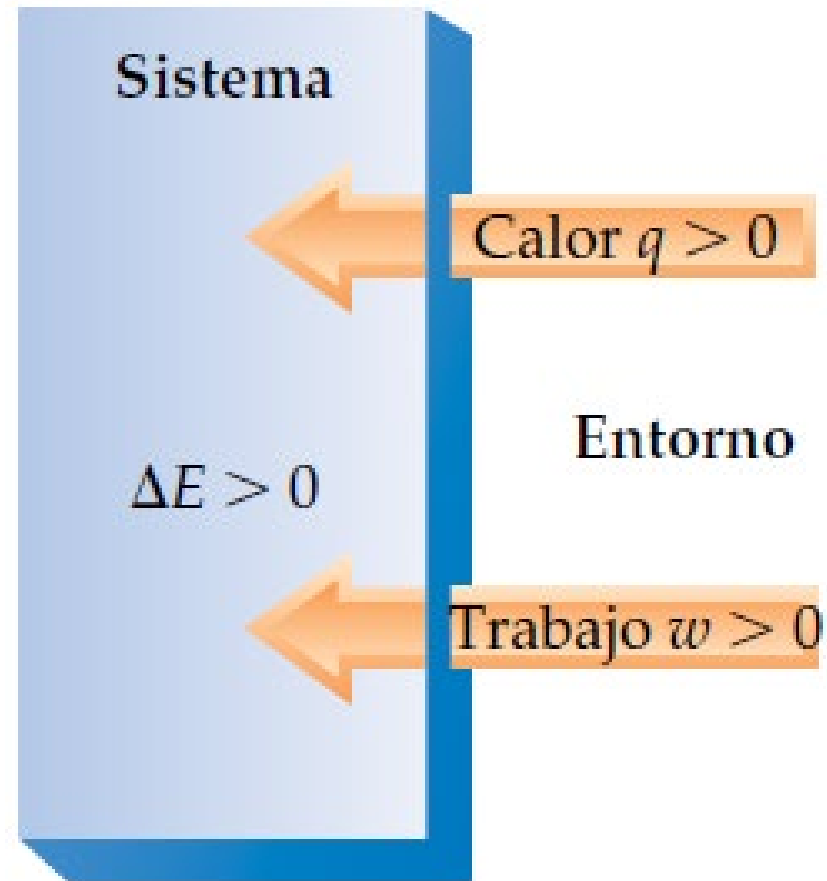 Sistema
Calor q > 0
Entorno
ΔE > 0
Trabajo w > 0